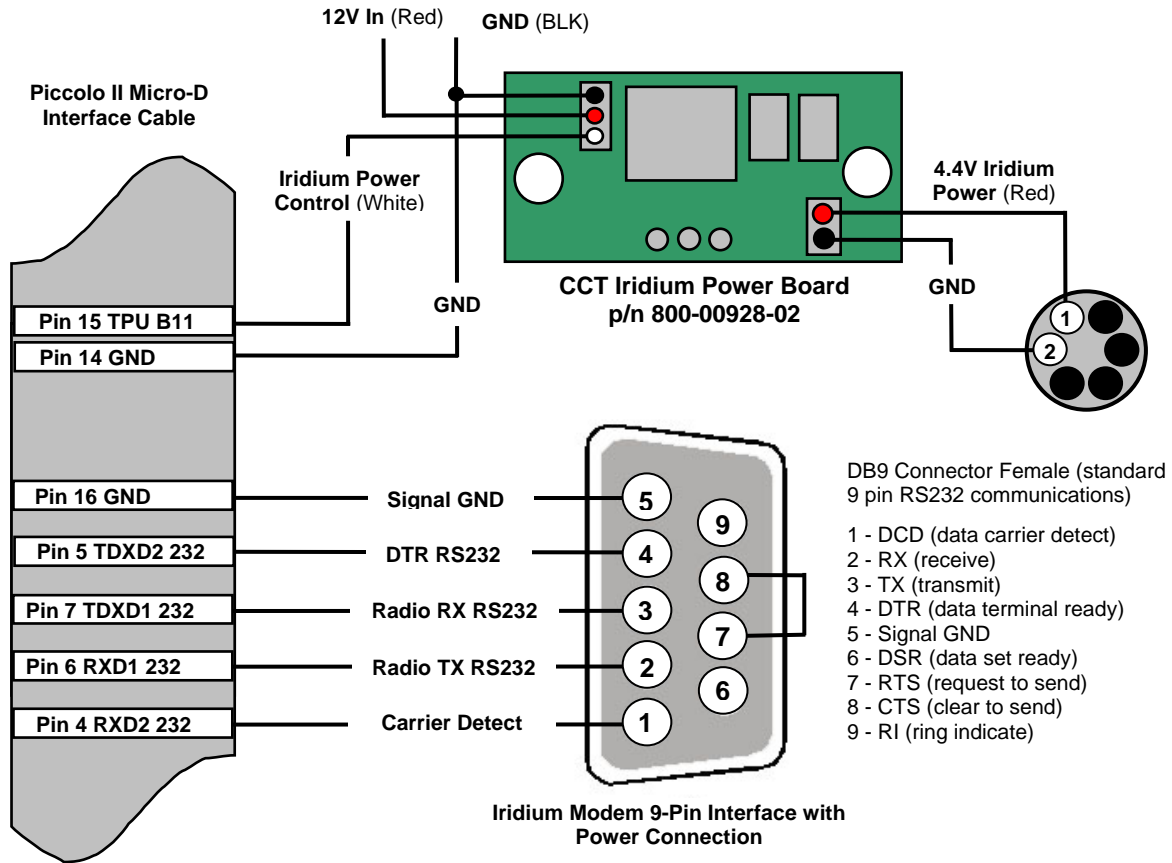 12V In (Red)
GND (BLK)
Piccolo II Micro-D
Interface Cable
Iridium Power
Control (White)
4.4V Iridium
Power (Red)
GND
CCT Iridium Power Board
p/n 800-00928-02
GND
1
2
Pin 15 TPU B11
Pin 14 GND
Pin 16 GND
Signal GND
5
Pin 5 TDXD2 232
DTR RS232
4
Pin 7 TDXD1 232
Radio RX RS232
3
Pin 6 RXD1 232
Radio TX RS232
2
Pin 4 RXD2 232
Carrier Detect
1
9
8
7
6
DB9 Connector Female (standard
9 pin RS232 communications)
1 - DCD (data carrier detect)
2 - RX (receive)
3 - TX (transmit)
4 - DTR (data terminal ready)
5 - Signal GND
6 - DSR (data set ready)
7 - RTS (request to send)
8 - CTS (clear to send)
9 - RI (ring indicate)
Iridium Modem 9-Pin Interface with
Power Connection